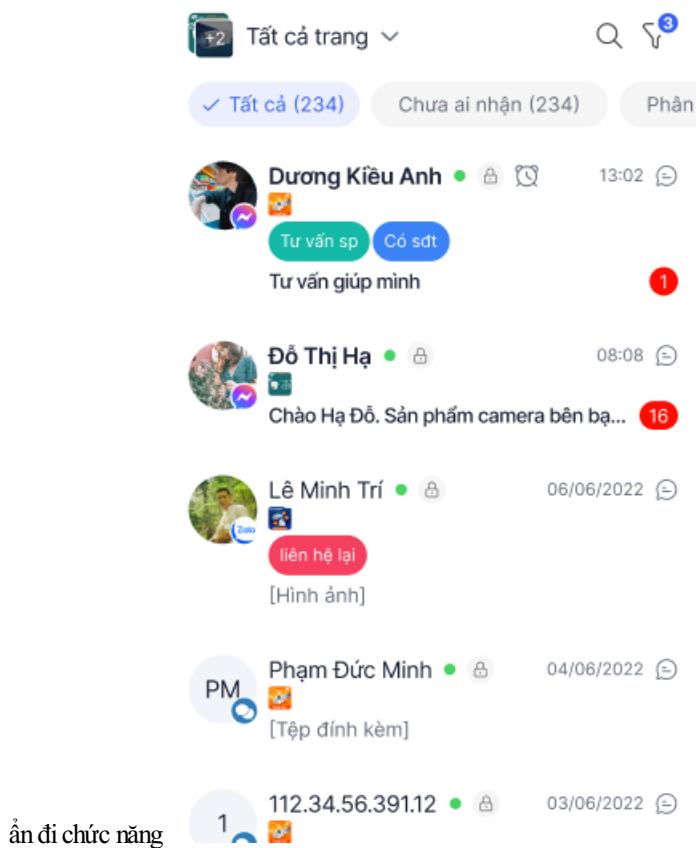 +2 Tất cả trang 3
Tất cả (234) Chưa ai nhận (234) Phân
Dương Kiều Anh 13:02
Tư vấn sp Có sđt
Tư vấn giúp mình 1
Đỗ Thị Hạ 08:08
Chào Hạ Đỗ. Sản phẩm camera bên bạ... 16
Lê Minh Trí 06/06/2022
Zalo
liên hệ lại
[Hình ảnh]
Phạm Đức Minh 04/06/2022
PM
[Tệp đính kèm]
112.34.56.391.12 03/06/2022
1
ẩn đi chức năng